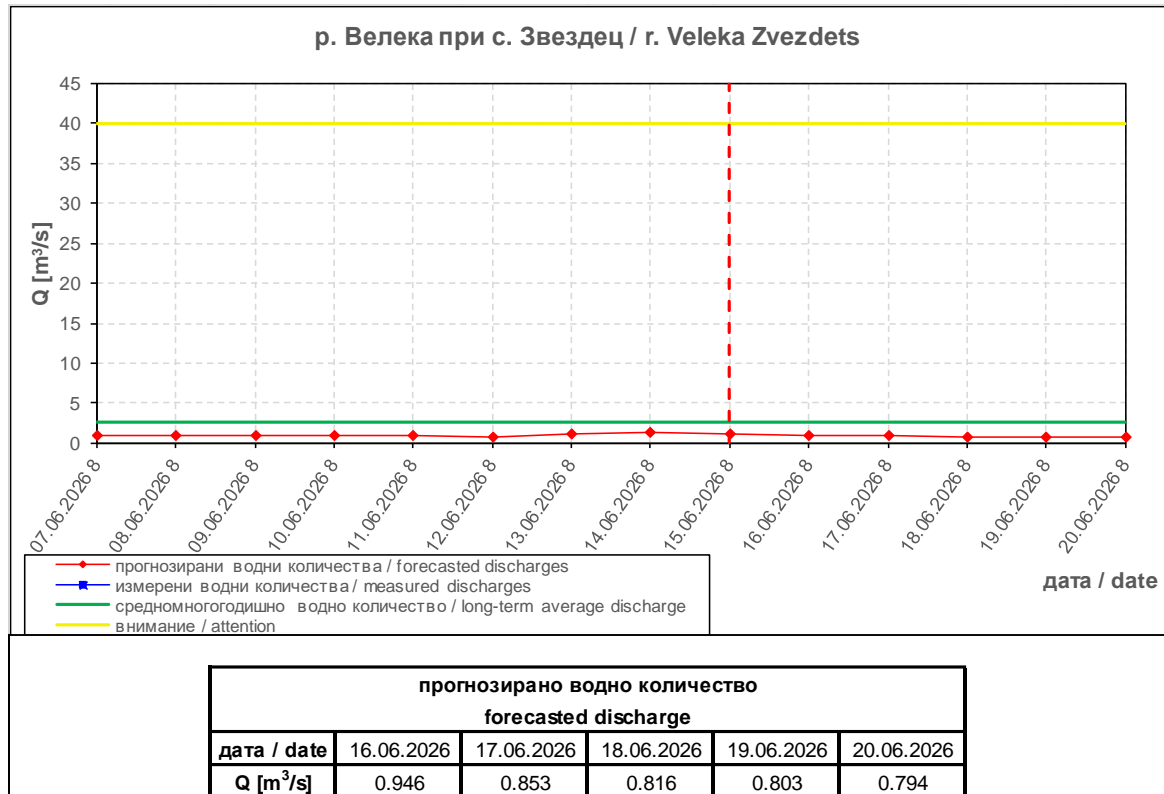 р. Велека при с. Звездец / r. Veleka Zvezdets
45
40
35
30
25
20
15
10
5
0
Q [m³/s]
07.06.2026 8
08.06.2026 8
09.06.2026 8
10.06.2026 8
11.06.2026 8
12.06.2026 8
13.06.2026 8
14.06.2026 8
15.06.2026 8
16.06.2026 8
17.06.2026 8
18.06.2026 8
19.06.2026 8
20.06.2026 8
дата / date
прогнозирани водни количества / forecasted discharges
измерени водни количества / measured discharges
средномногогодишно водно количество / long-term average discharge
внимание / attention
прогнозирано водно количество
forecasted discharge
дата / date 16.06.2026 17.06.2026 18.06.2026 19.06.2026 20.06.2026
Q [m³/s] 0.946 0.853 0.816 0.803 0.794